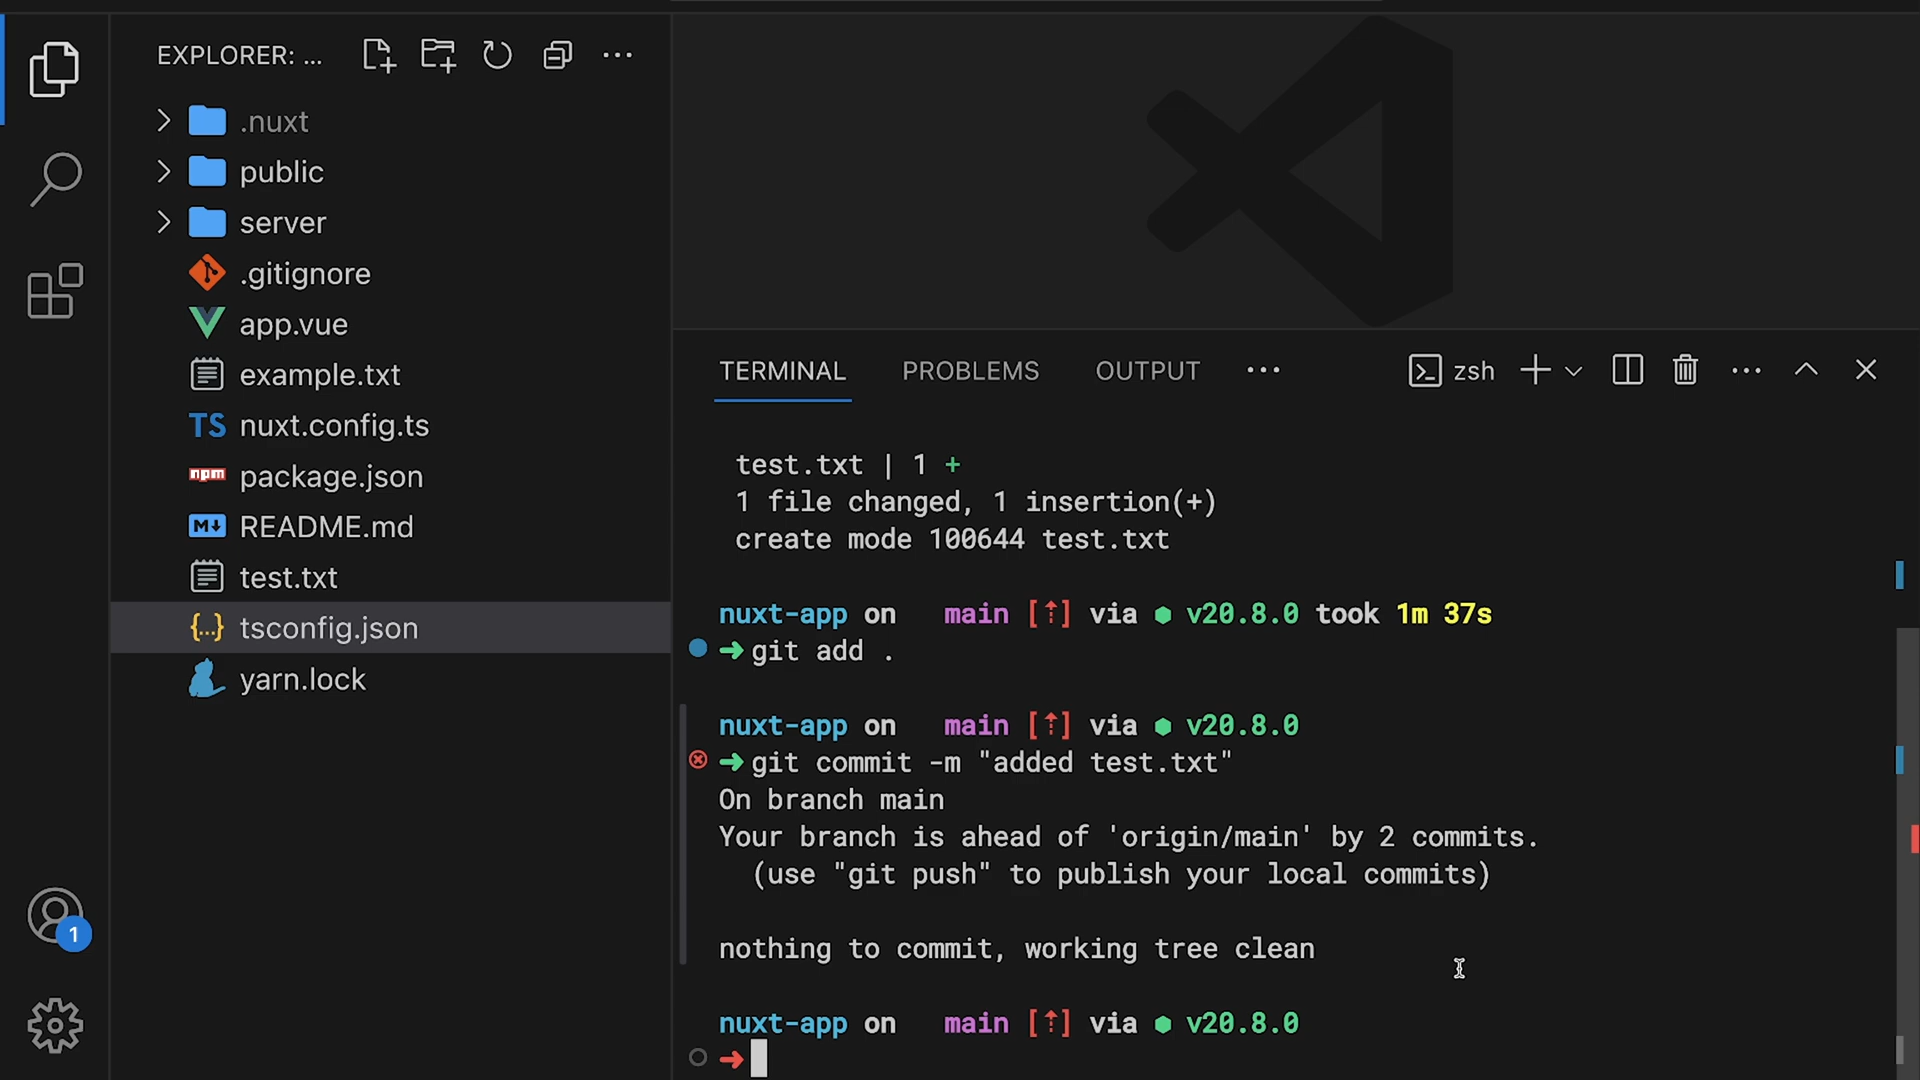 EXPLORER: ...
.nuxt
public
server
.gitignore
app.vue
example.txt
TS nuxt.config.ts
npm package.json
M↓ README.md
test.txt
{..} tsconfig.json
yarn.lock
1
TERMINAL PROBLEMS OUTPUT ... zsh
test.txt | 1 +
1 file changed, 1 insertion(+)
create mode 100644 test.txt
nuxt-app on main [⇡] via ⬢ v20.8.0 took 1m 37s
➜ git add .
nuxt-app on main [⇡] via ⬢ v20.8.0
➜ git commit -m "added test.txt"
On branch main
Your branch is ahead of 'origin/main' by 2 commits.
(use "git push" to publish your local commits)
nothing to commit, working tree clean
nuxt-app on main [⇡] via ⬢ v20.8.0
➜